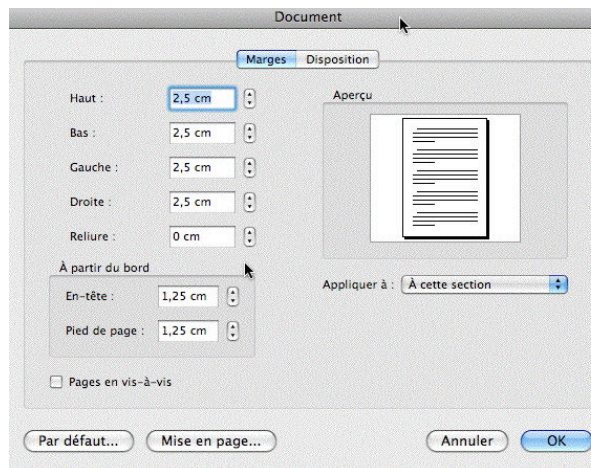 Document
Marges Disposition
Haut : 2,5 cm
Bas : 2,5 cm
Gauche : 2,5 cm
Droite : 2,5 cm
Reliure : 0 cm
À partir du bord
En-tête : 1,25 cm
Pied de page : 1,25 cm
Pages en vis-à-vis
Aperçu
Appliquer à : À cette section
Par défaut... Mise en page... Annuler OK